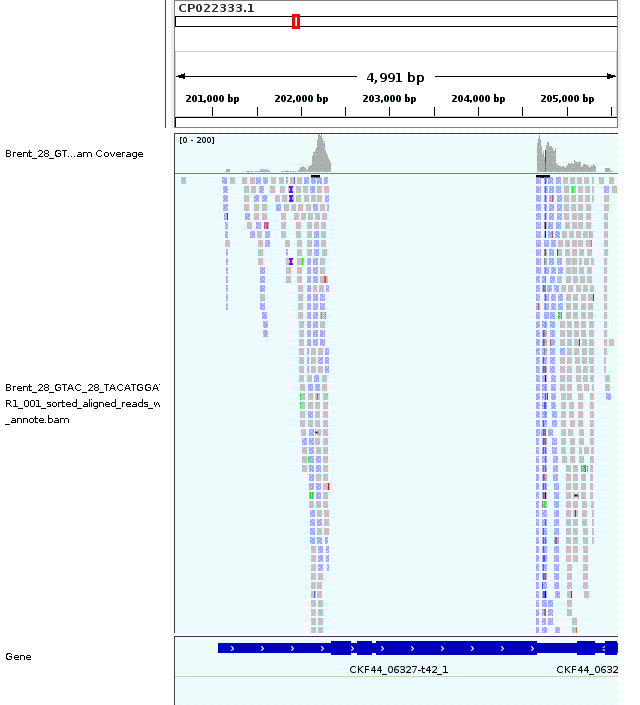 CP022333.1
4,991 bp
201,000 bp 202,000 bp 203,000 bp 204,000 bp 205,000 bp
[0 - 200]
Brent_28_GT...am Coverage
Brent_28_GTAC_28_TACATGGA
R1_001_sorted_aligned_reads_w
_annote.bam
Gene
CKF44_06327-t42_1 CKF44_0632